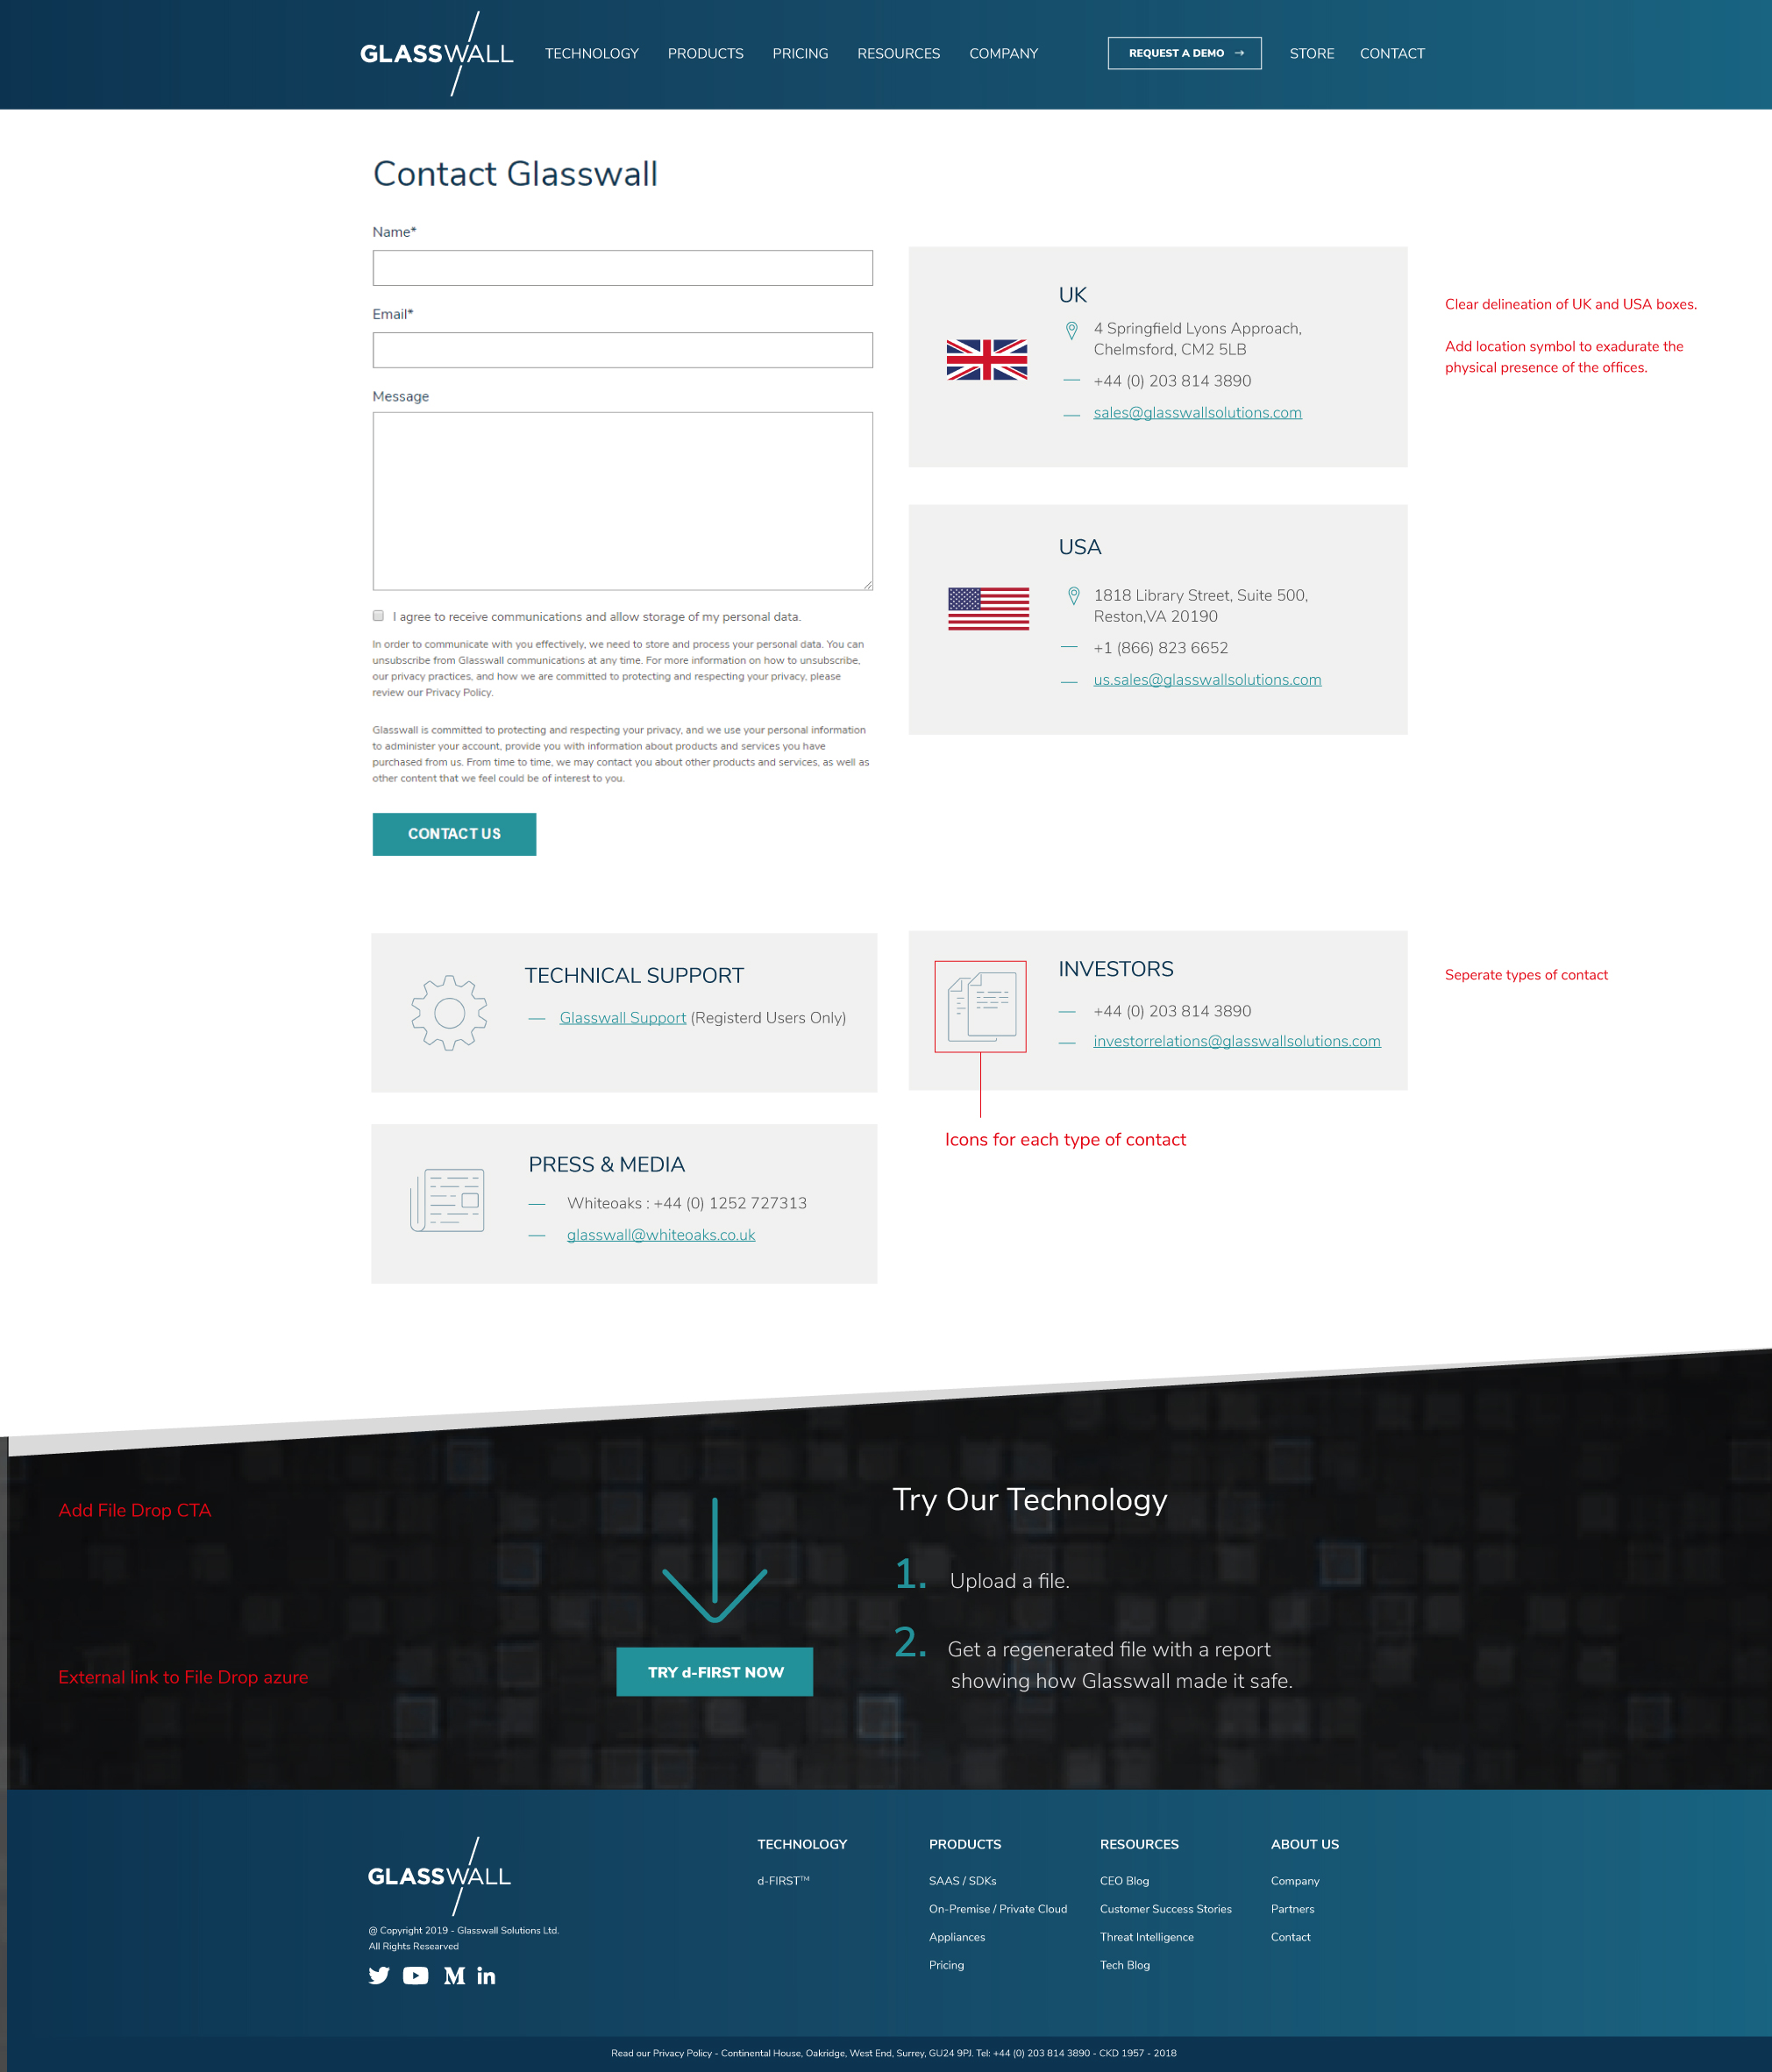 GLASSWALL
TECHNOLOGY
PRODUCTS
PRICING
RESOURCES
COMPANY
REQUEST A DEMO →
STORE
CONTACT
Contact Glasswall
Name*
Email*
Message
I agree to receive communications and allow storage of my personal data.
In order to communicate with you effectively, we need to store and process your personal data. You can
unsubscribe from Glasswall communications at any time. For more information on how to unsubscribe,
our privacy practices, and how we are committed to protecting and respecting your privacy, please
review our Privacy Policy.
Glasswall is committed to protecting and respecting your privacy, and we use your personal information
to administer your account, provide you with information about products and services you have
purchased from us. From time to time, we may contact you about other products and services, as well as
other content that we feel could be of interest to you.
CONTACT US
UK
4 Springfield Lyons Approach,
Chelmsford, CM2 5LB
— +44 (0) 203 814 3890
— sales@glasswallsolutions.com
Clear delineation of UK and USA boxes.
Add location symbol to exadurate the
physical presence of the offices.
USA
1818 Library Street, Suite 500,
Reston,VA 20190
— +1 (866) 823 6652
— us.sales@glasswallsolutions.com
TECHNICAL SUPPORT
— Glasswall Support (Registerd Users Only)
INVESTORS
— +44 (0) 203 814 3890
— investorrelations@glasswallsolutions.com
Seperate types of contact
Icons for each type of contact
PRESS & MEDIA
— Whiteoaks : +44 (0) 1252 727313
— glasswall@whiteoaks.co.uk
Add File Drop CTA
External link to File Drop azure
TRY d-FIRST NOW
Try Our Technology
1. Upload a file.
2. Get a regenerated file with a report
showing how Glasswall made it safe.
GLASSWALL
@ Copyright 2019 - Glasswall Solutions Ltd.
All Rights Researved
TECHNOLOGY
d-FIRST™
PRODUCTS
SAAS / SDKs
On-Premise / Private Cloud
Appliances
Pricing
RESOURCES
CEO Blog
Customer Success Stories
Threat Intelligence
Tech Blog
ABOUT US
Company
Partners
Contact
Read our Privacy Policy - Continental House, Oakridge, West End, Surrey, GU24 9PJ. Tel: +44 (0) 203 814 3890 - CKD 1957 - 2018